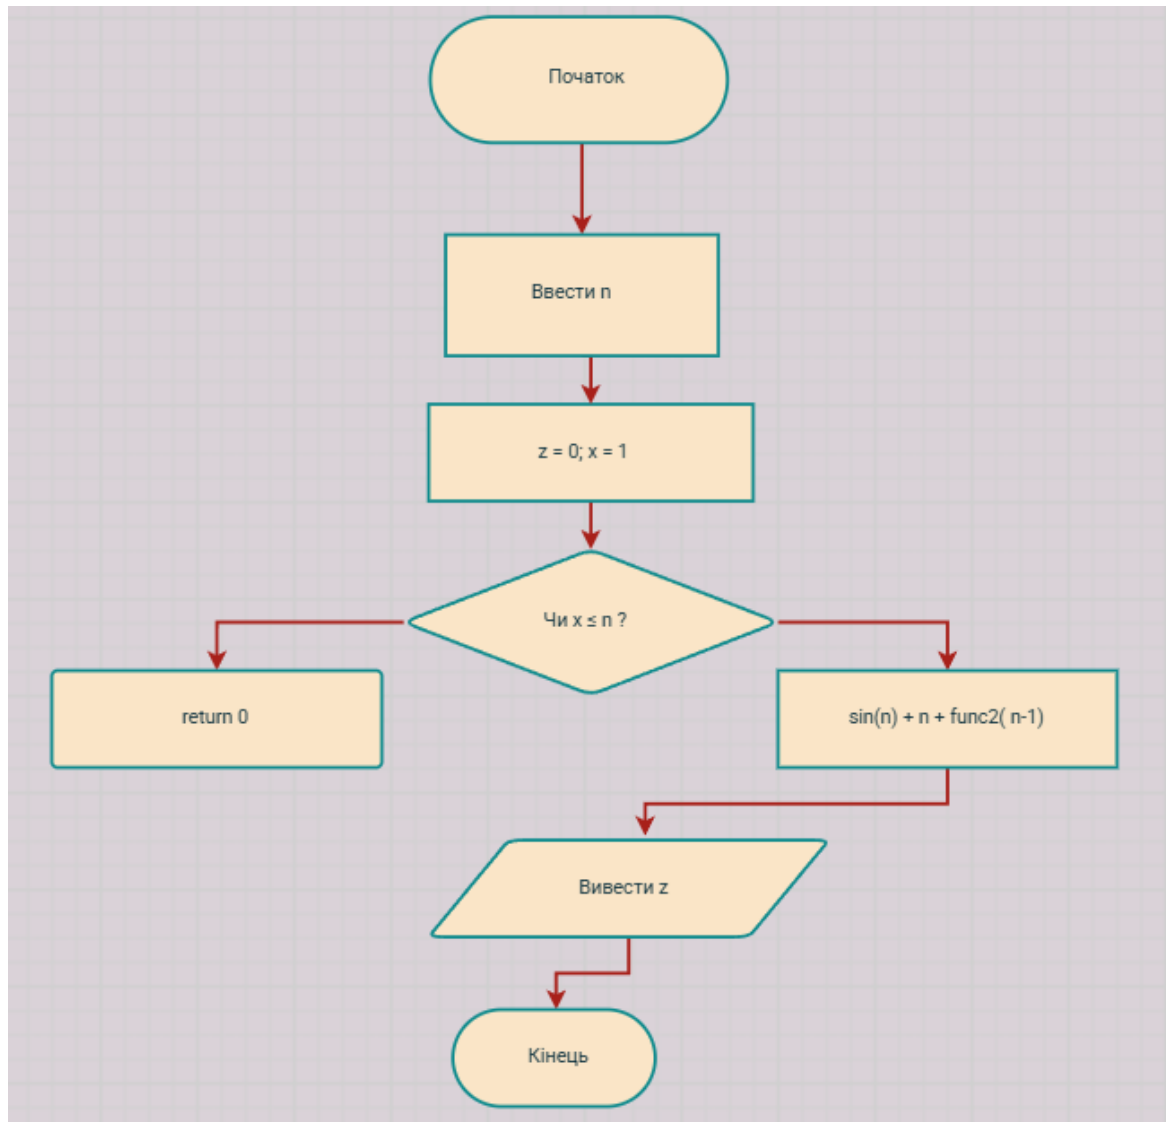 Початок
Ввести n
z = 0; x = 1
Чи x ≤ n ?
return 0
sin(n) + n + func2( n-1)
Вивести z
Кінець